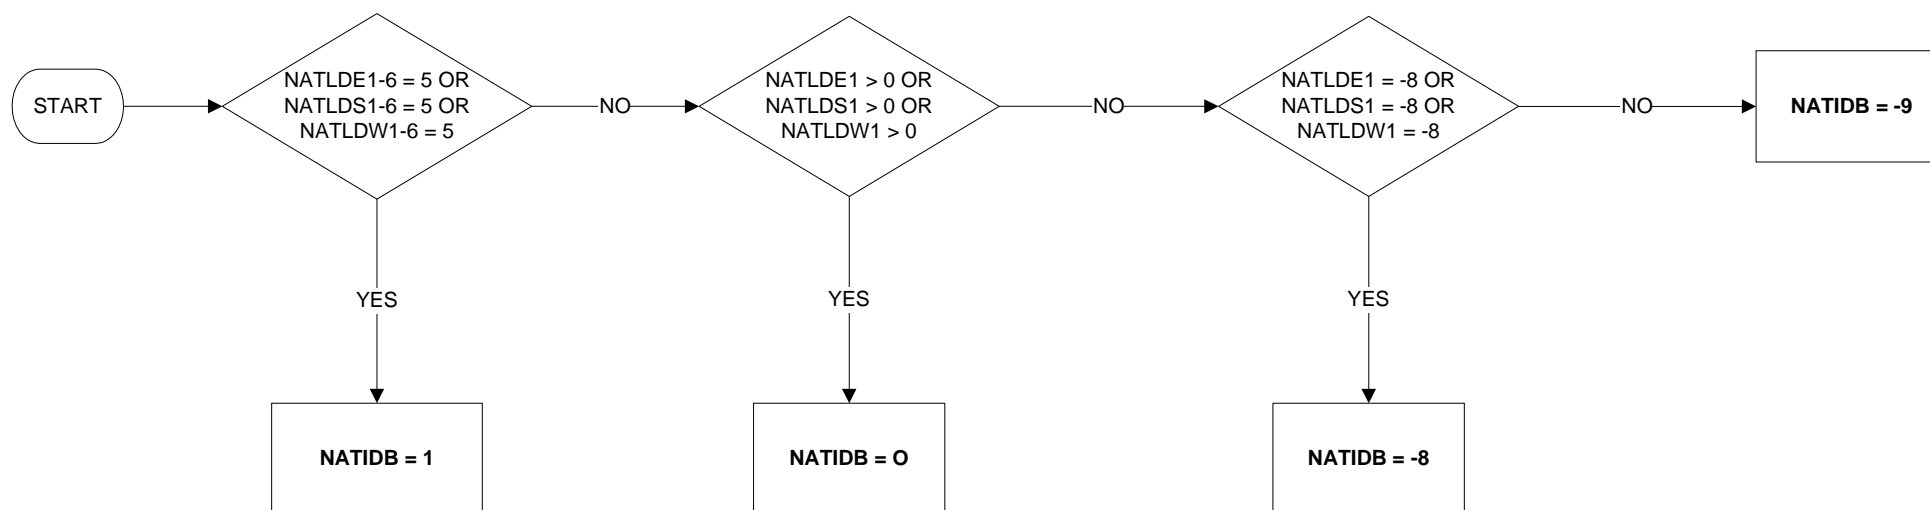 START
NATLDE1-6 = 5 OR
NATLDS1-6 = 5 OR
NATLDW1-6 = 5
NO
NATLDE1 > 0 OR
NATLDS1 > 0 OR
NATLDW1 > 0
NO
NATLDE1 = -8 OR
NATLDS1 = -8 OR
NATLDW1 = -8
NO
NATIDB = -9
YES
YES
YES
NATIDB = 1
NATIDB = O
NATIDB = -8